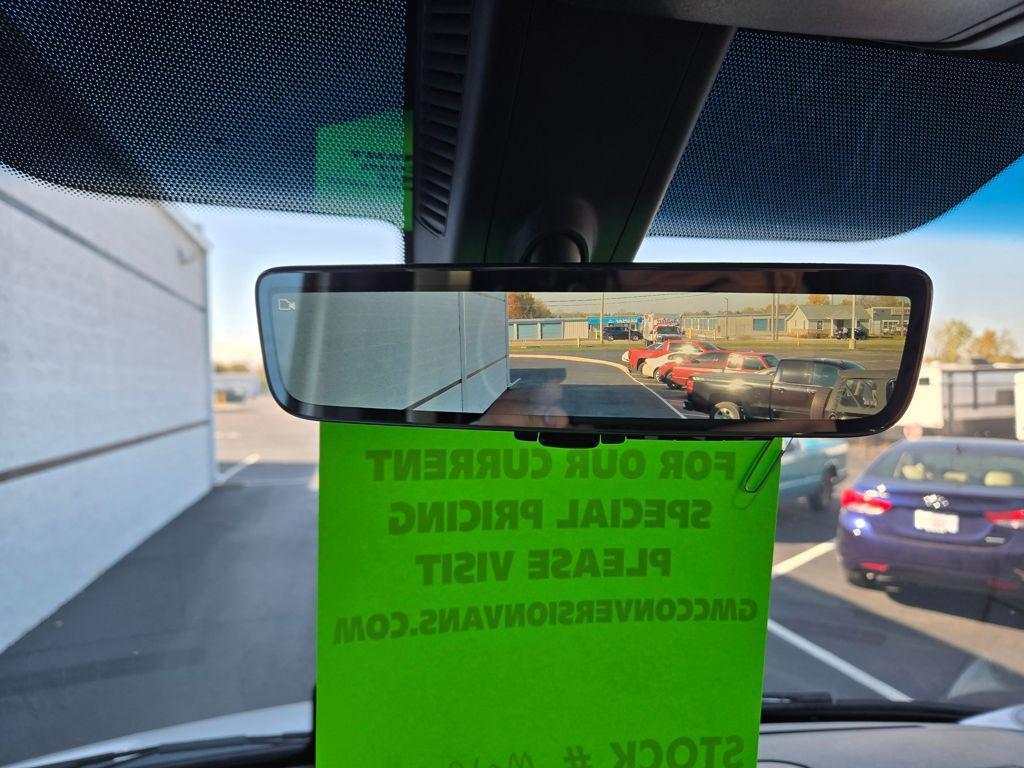 FOR OUR CURRENT
SPECIAL PRICING
PLEASE VISIT
GMCCONVERSIONVANS.COM
STOCK #